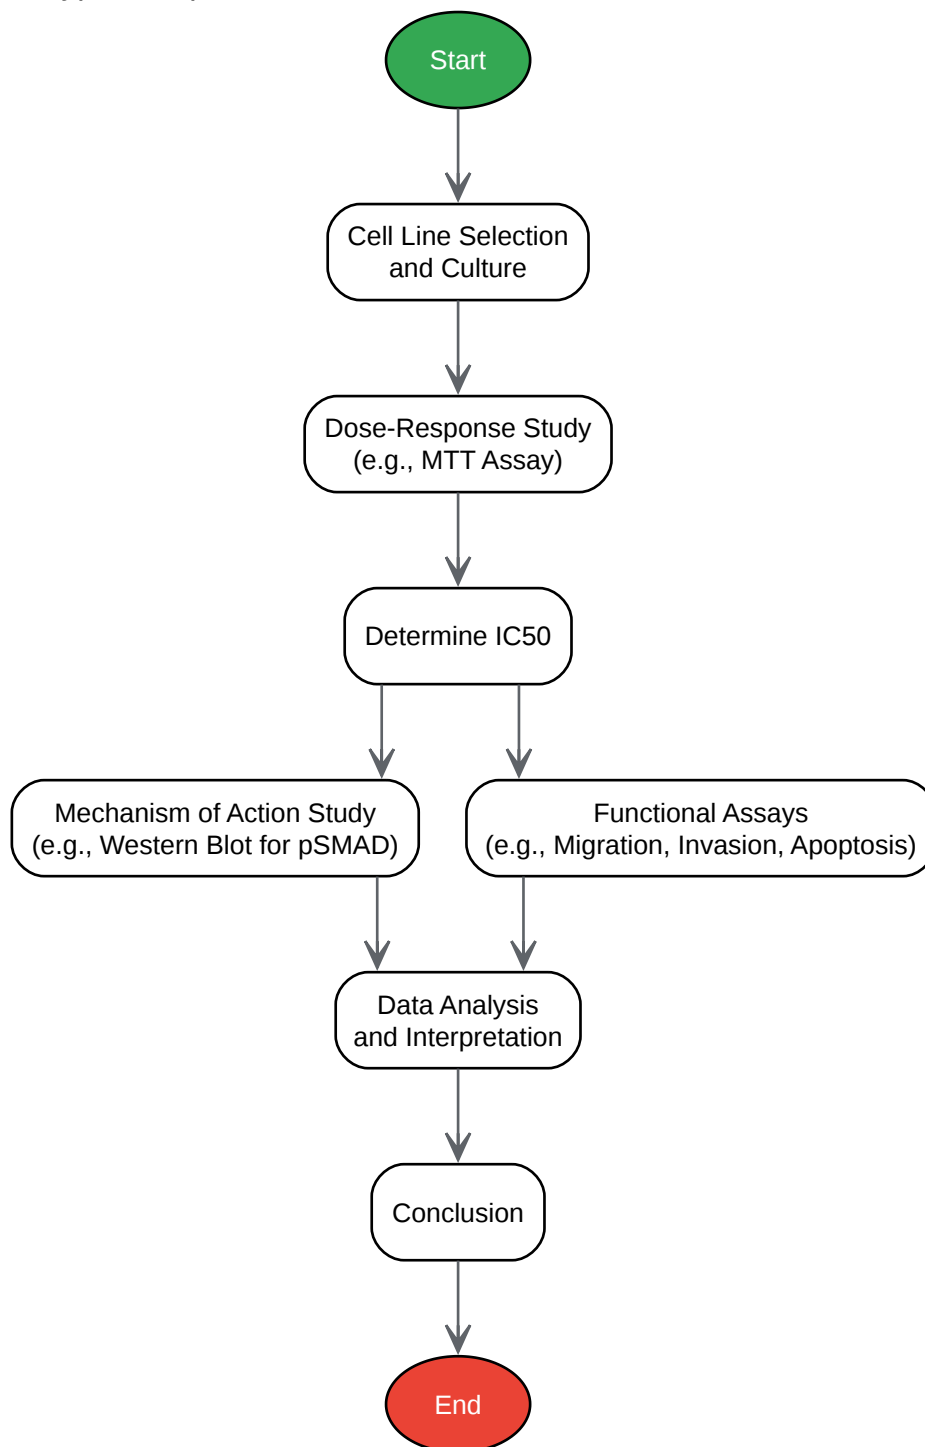 Start
Cell Line Selection
and Culture
Dose-Response Study
(e.g., MTT Assay)
Determine IC50
Mechanism of Action Study
(e.g., Western Blot for pSMAD)
Functional Assays
(e.g., Migration, Invasion, Apoptosis)
Data Analysis
and Interpretation
Conclusion
End